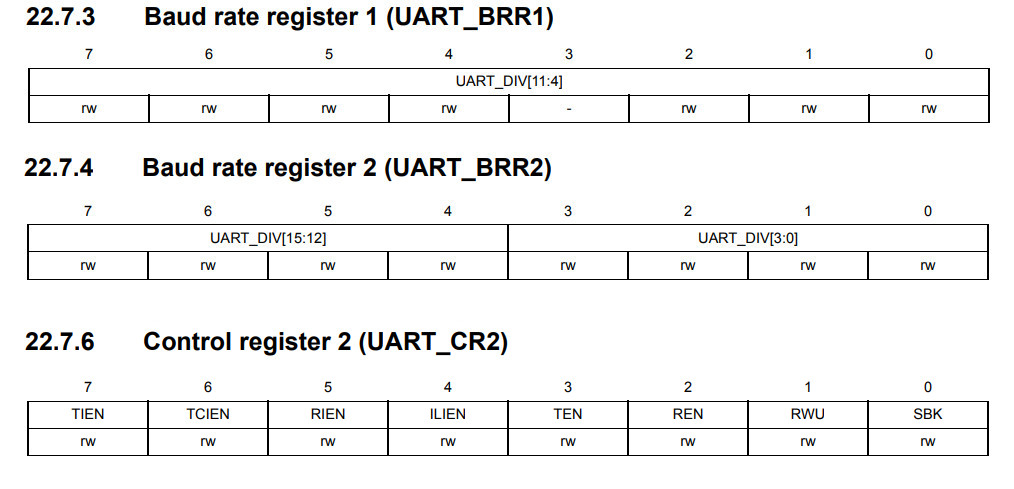 22.7.3 Baud rate register 1 (UART_BRR1)
7 6 5 4 3 2 1 0
UART_DIV[11:4]
rw rw rw rw - rw rw rw
22.7.4 Baud rate register 2 (UART_BRR2)
7 6 5 4 3 2 1 0
UART_DIV[15:12] UART_DIV[3:0]
rw rw rw rw rw rw rw rw
22.7.6 Control register 2 (UART_CR2)
7 6 5 4 3 2 1 0
TIEN TCIEN RIEN ILIEN TEN REN RWU SBK
rw rw rw rw rw rw rw rw